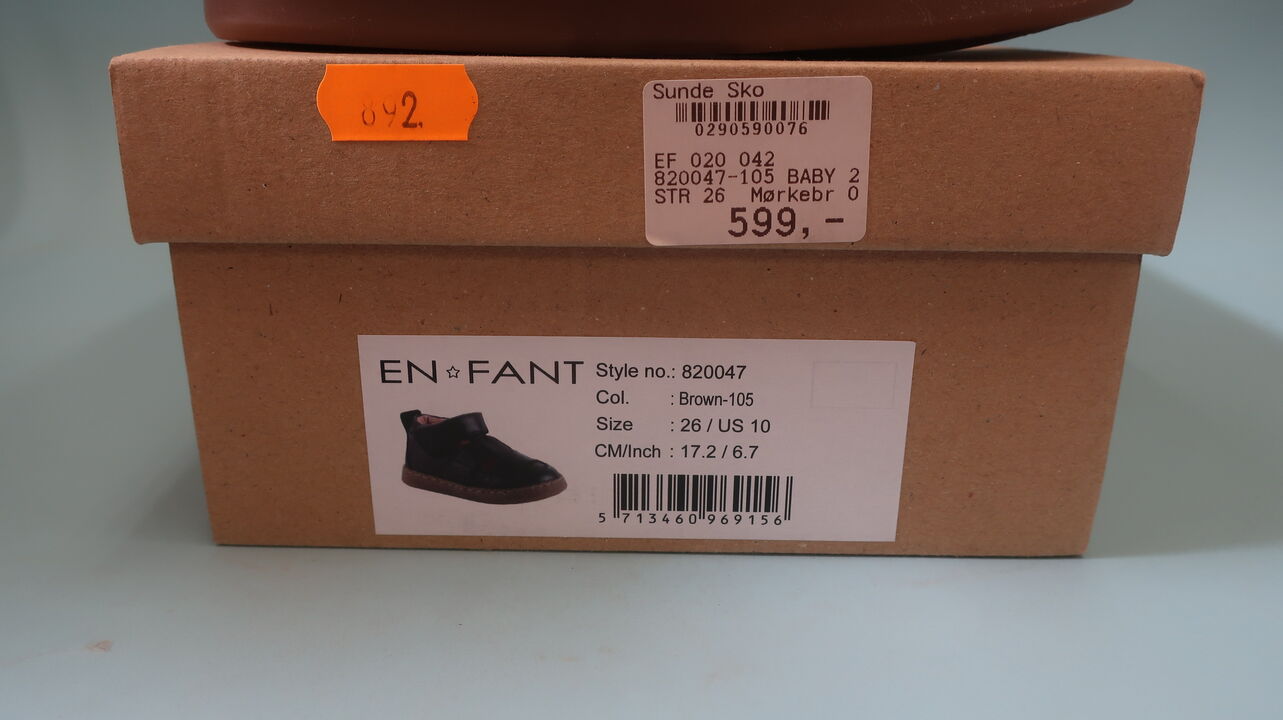 892.
Sunde Sko
0290590076
EF 020 042
820047-105 BABY 2
STR 26 Mørkebr 0
599,-
EN☆FANT
Style no.: 820047
Col. : Brown-105
Size : 26 / US 10
CM/Inch : 17.2 / 6.7
5 713460 969156